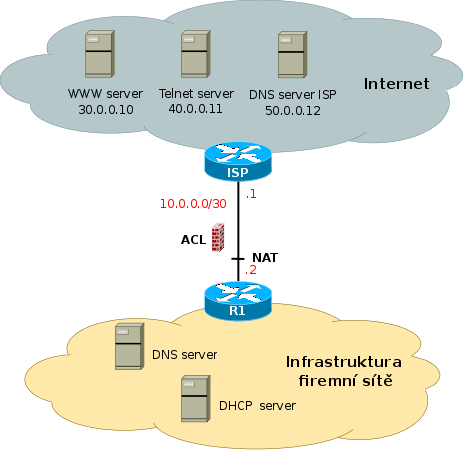 WWW server
30.0.0.10
Telnet server
40.0.0.11
DNS server ISP
50.0.0.12
Internet
ISP
.1
10.0.0.0/30
ACL
NAT
.2
R1
DNS server
Infrastruktura
firemní sítě
DHCP server